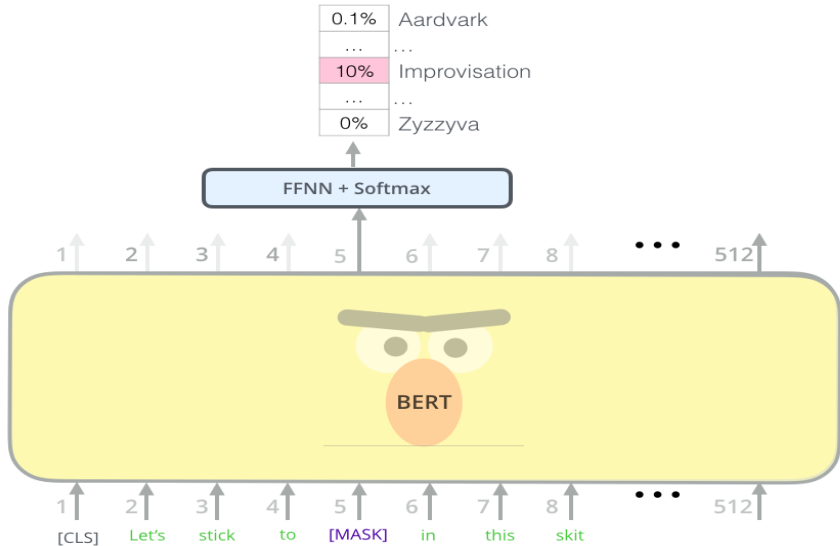 0.1% Aardvark
... ...
10% Improvisation
... ...
0% Zyzzyva
FFNN + Softmax
1 2 3 4 5 6 7 8 ... 512
BERT
1 2 3 4 5 6 7 8 ... 512
[CLS] Let's stick to [MASK] in this skit